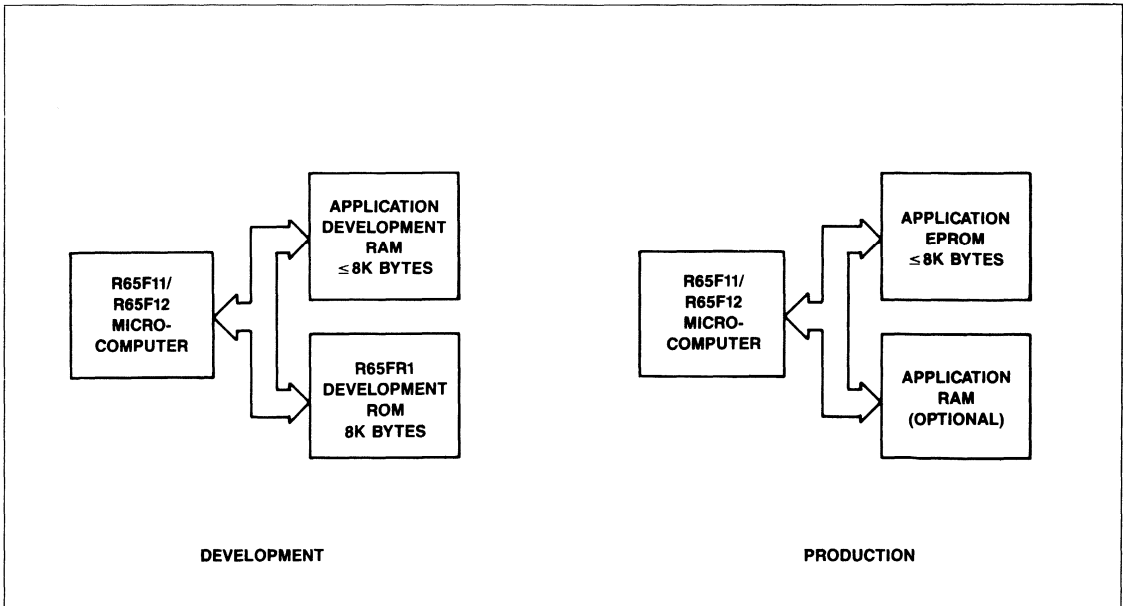 APPLICATION
DEVELOPMENT
RAM
≤8K BYTES
R65F11/
R65F12
MICRO-
COMPUTER
R65FR1
DEVELOPMENT
ROM
8K BYTES
DEVELOPMENT
APPLICATION
EPROM
≤8K BYTES
R65F11/
R65F12
MICRO-
COMPUTER
APPLICATION
RAM
(OPTIONAL)
PRODUCTION